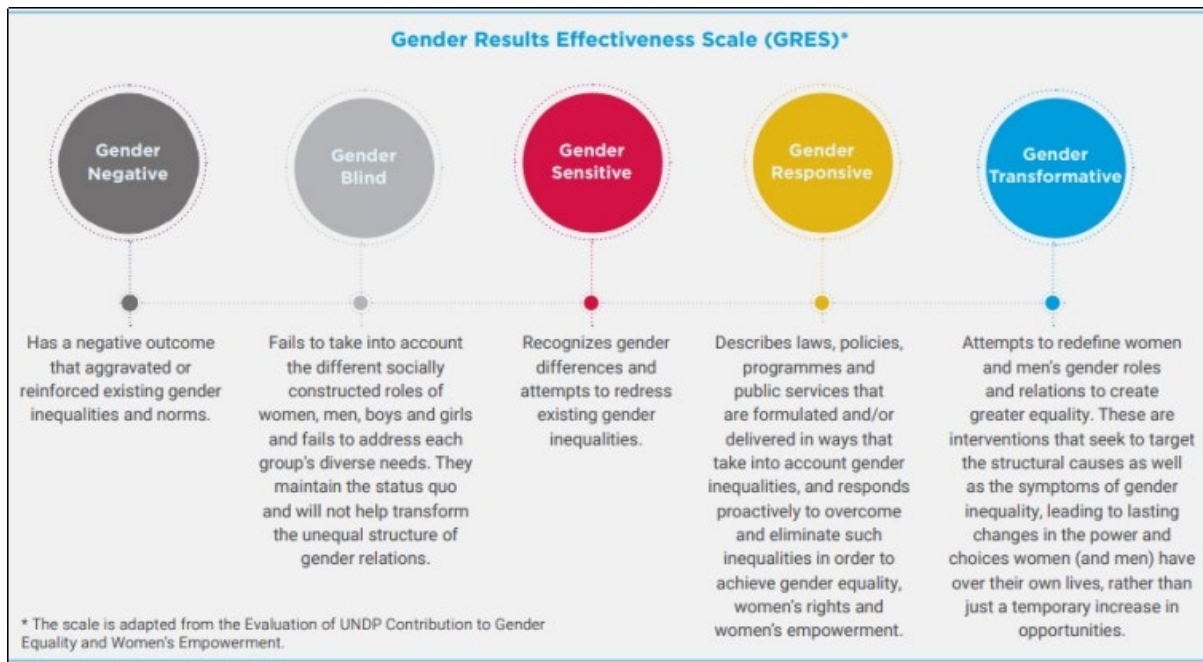 Gender Results Effectiveness Scale (GRES)*
Gender
Negative
Gender
Blind
Gender
Sensitive
Gender
Responsive
Gender
Transformative
Has a negative outcome
that aggravated or
reinforced existing gender
inequalities and norms.
Fails to take into account
the different socially
constructed roles of
women, men, boys and girls
and fails to address each
group's diverse needs. They
maintain the status quo
and will not help transform
the unequal structure of
gender relations.
Recognizes gender
differences and
attempts to redress
existing gender
inequalities.
Describes laws, policies,
programmes and
public services that
are formulated and/or
delivered in ways that
take into account gender
inequalities, and responds
proactively to overcome
and eliminate such
inequalities in order to
achieve gender equality,
women's rights and
women's empowerment.
Attempts to redefine women
and men's gender roles
and relations to create
greater equality. These are
interventions that seek to target
the structural causes as well
as the symptoms of gender
inequality, leading to lasting
changes in the power and
choices women (and men) have
over their own lives, rather than
just a temporary increase in
opportunities.
* The scale is adapted from the Evaluation of UNDP Contribution to Gender
Equality and Women's Empowerment.